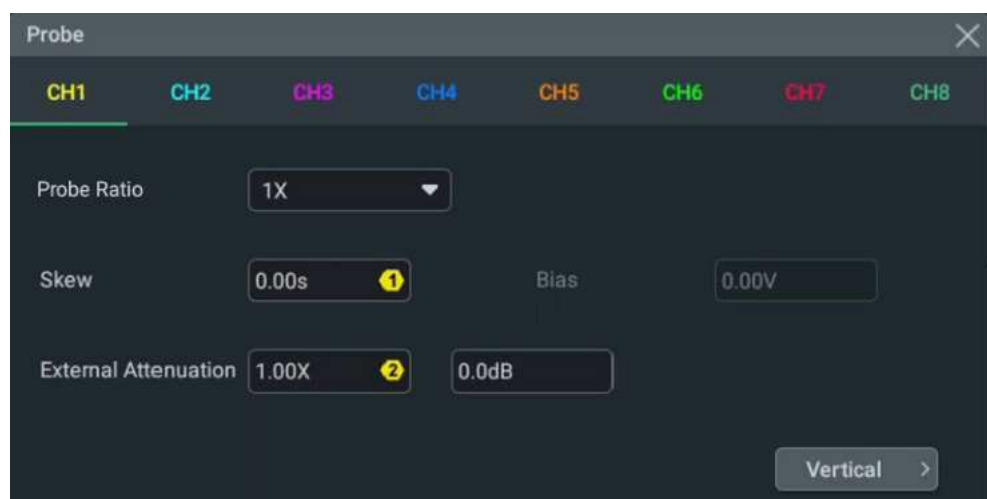 Probe
CH1 CH2 CH3 CH4 CH5 CH6 CH7 CH8
Probe Ratio 1X
Skew 0.00s 1 Bias 0.00V
External Attenuation 1.00X 2 0.0dB
Vertical >